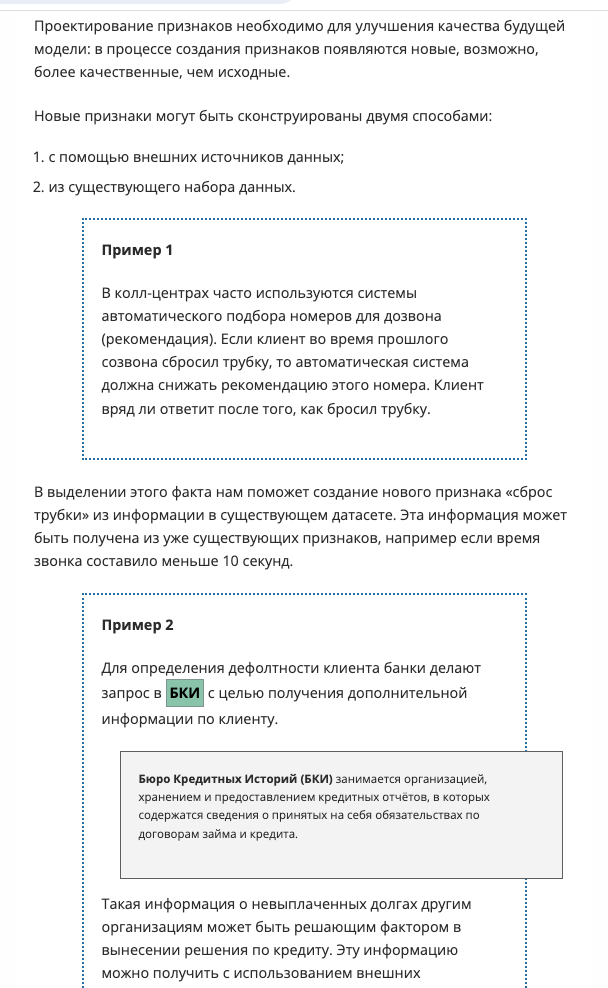 Проектирование признаков необходимо для улучшения качества будущей
модели: в процессе создания признаков появляются новые, возможно,
более качественные, чем исходные.
Новые признаки могут быть сконструированы двумя способами:
1. с помощью внешних источников данных;
2. из существующего набора данных.
Пример 1
В колл-центрах часто используются системы
автоматического подбора номеров для дозвона
(рекомендация). Если клиент во время прошлого
созвона сбросил трубку, то автоматическая система
должна снижать рекомендацию этого номера. Клиент
вряд ли ответит после того, как бросил трубку.
В выделении этого факта нам поможет создание нового признака «сброс
трубки» из информации в существующем датасете. Эта информация может
быть получена из уже существующих признаков, например если время
звонка составило меньше 10 секунд.
Пример 2
Для определения дефолтности клиента банки делают
запрос в БКИ с целью получения дополнительной
информации по клиенту.
Бюро Кредитных Историй (БКИ) занимается организацией,
хранением и предоставлением кредитных отчётов, в которых
содержатся сведения о принятых на себя обязательствах по
договорам займа и кредита.
Такая информация о невыплаченных долгах другим
организациям может быть решающим фактором в
вынесении решения по кредиту. Эту информацию
можно получить с использованием внешних